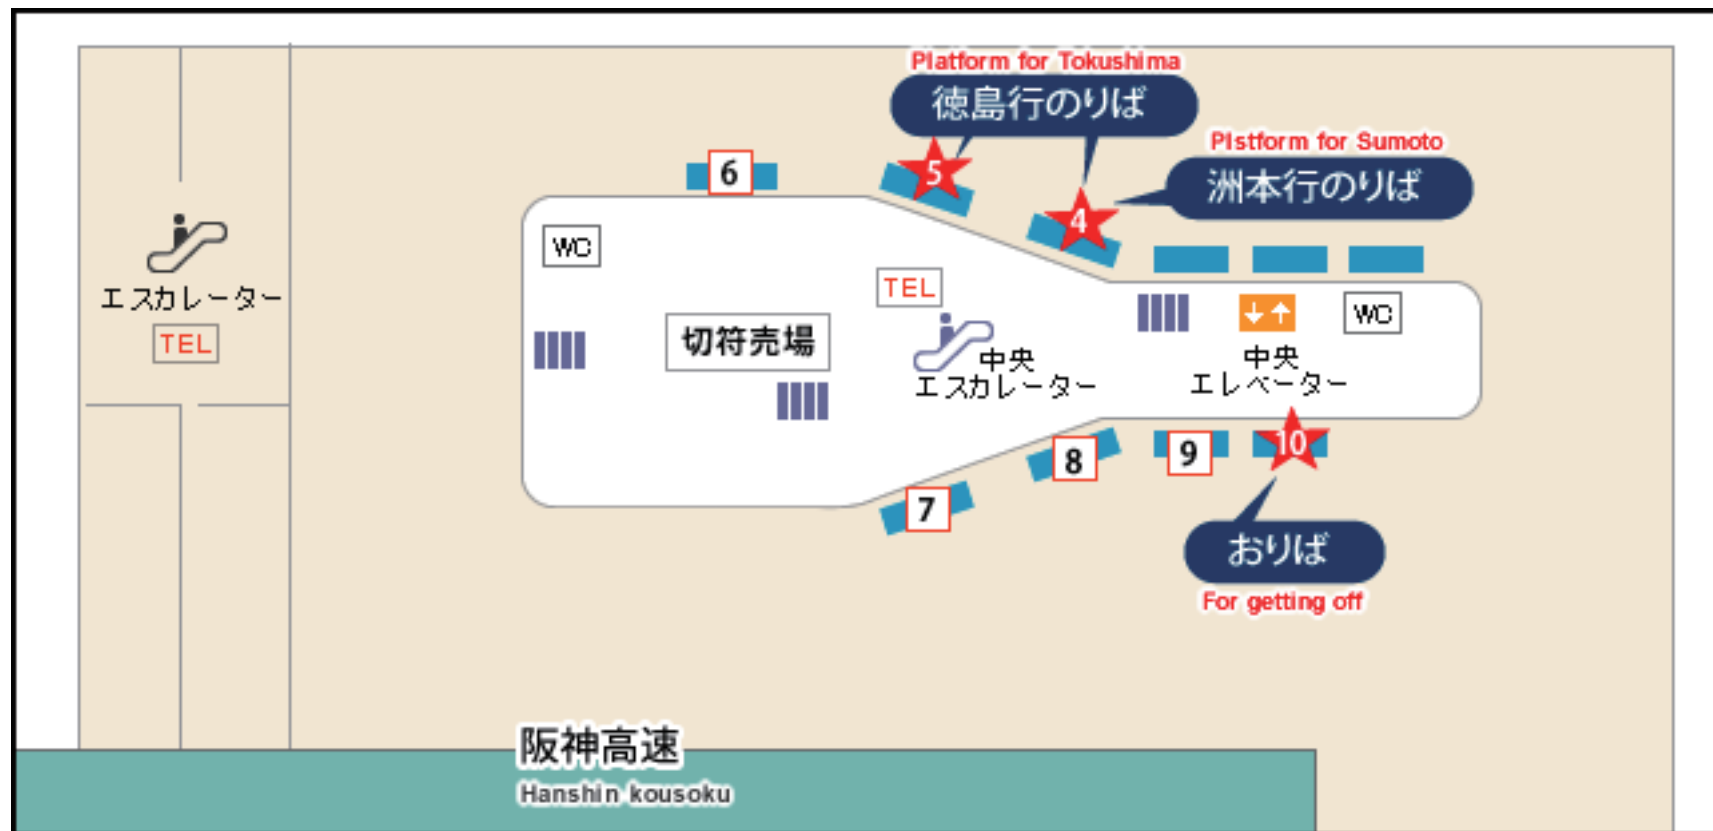 Platform for Tokushima
徳島行のりば
Plstform for Sumoto
洲本行のりば
6
5
4
WC
TEL
エスカレーター
TEL
切符売場
中央
エスカレーター
WC
中央
エレベーター
10
9
8
7
おりば
For getting off
阪神高速
Hanshin kousoku